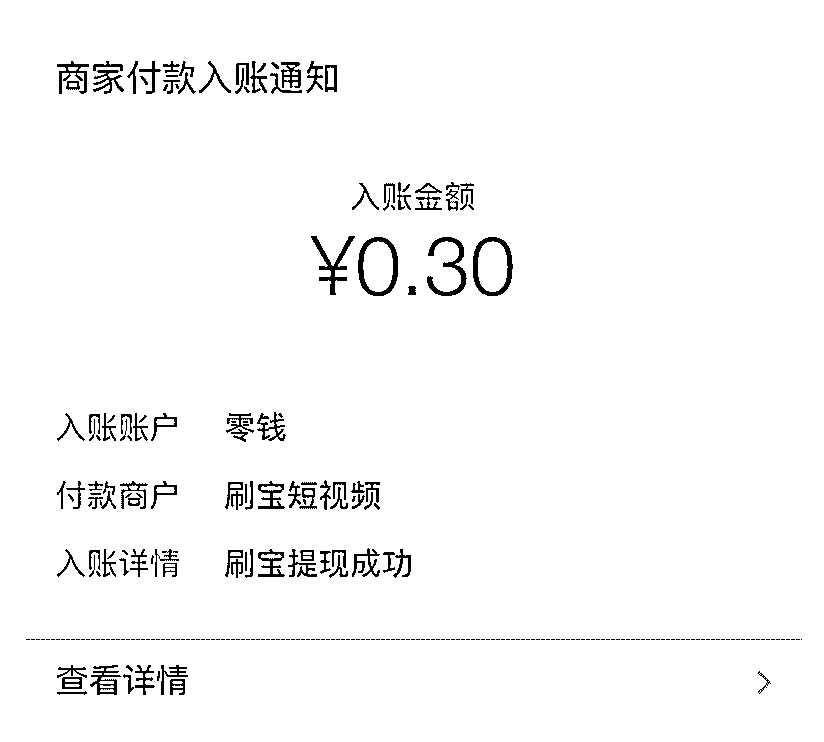 商家付款入账通知
入账金额
¥0.30
入账账户 零钱
付款商户 刷宝短视频
入账详情 刷宝提现成功
查看详情